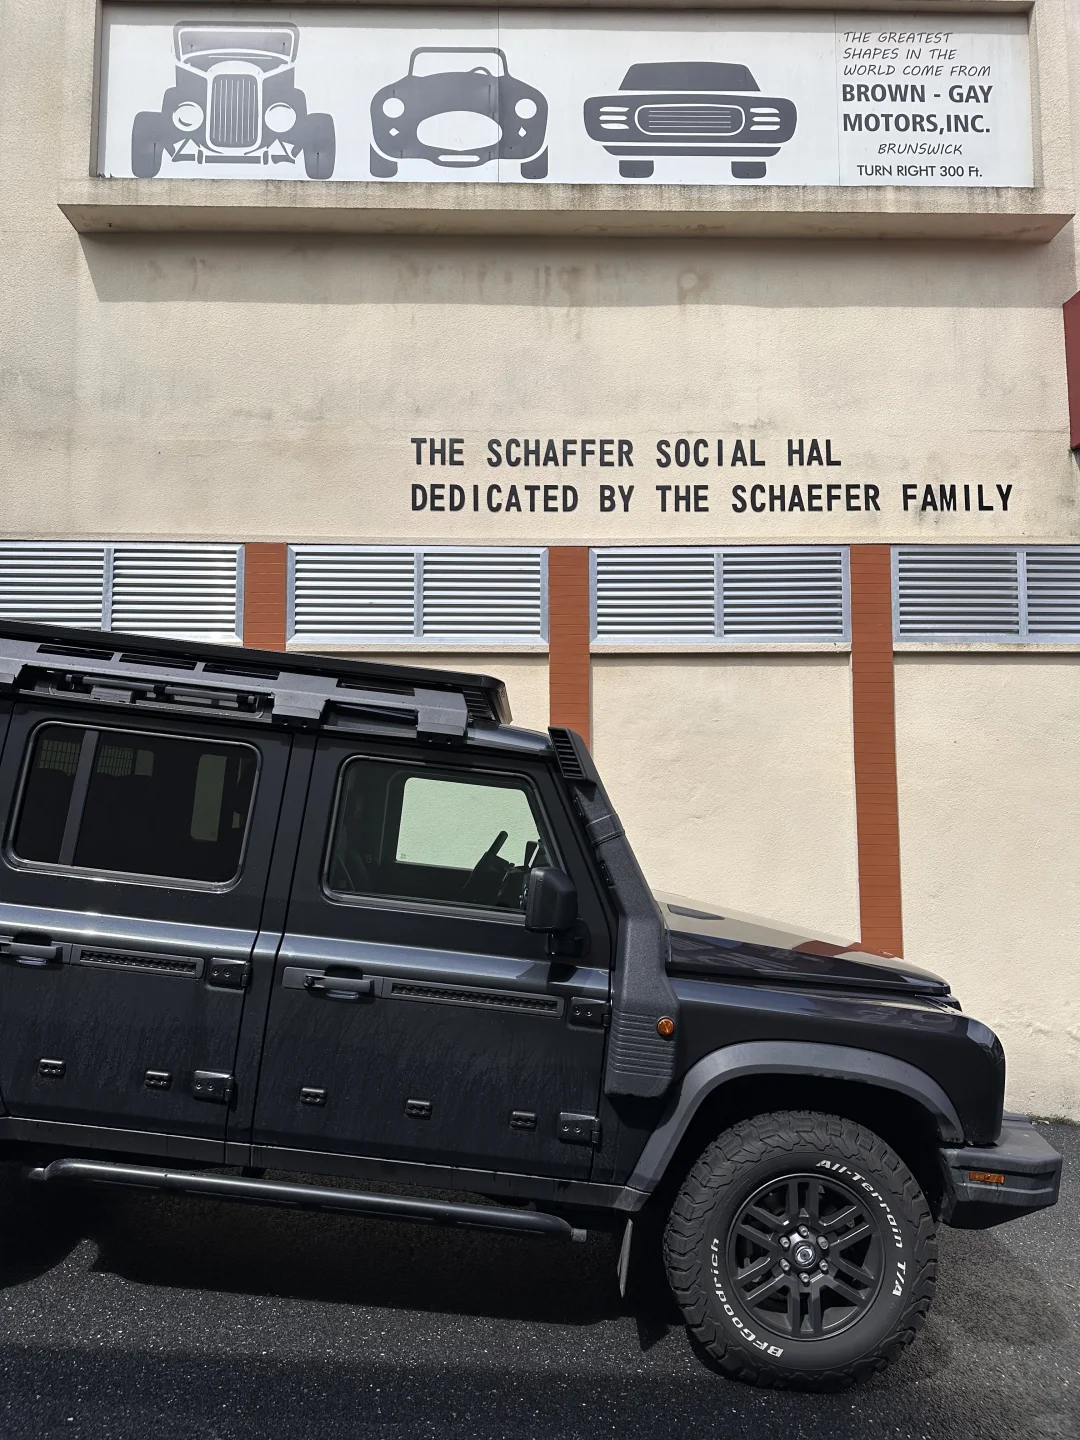 THE GREATEST
SHAPES IN THE
WORLD COME FROM
BROWN - GAY
MOTORS,INC.
BRUNSWICK
TURN RIGHT 300 Ft.
THE SCHAFFER SOCIAL HAL
DEDICATED BY THE SCHAEFER FAMILY
All-Terrain T/A
BFGoodrich